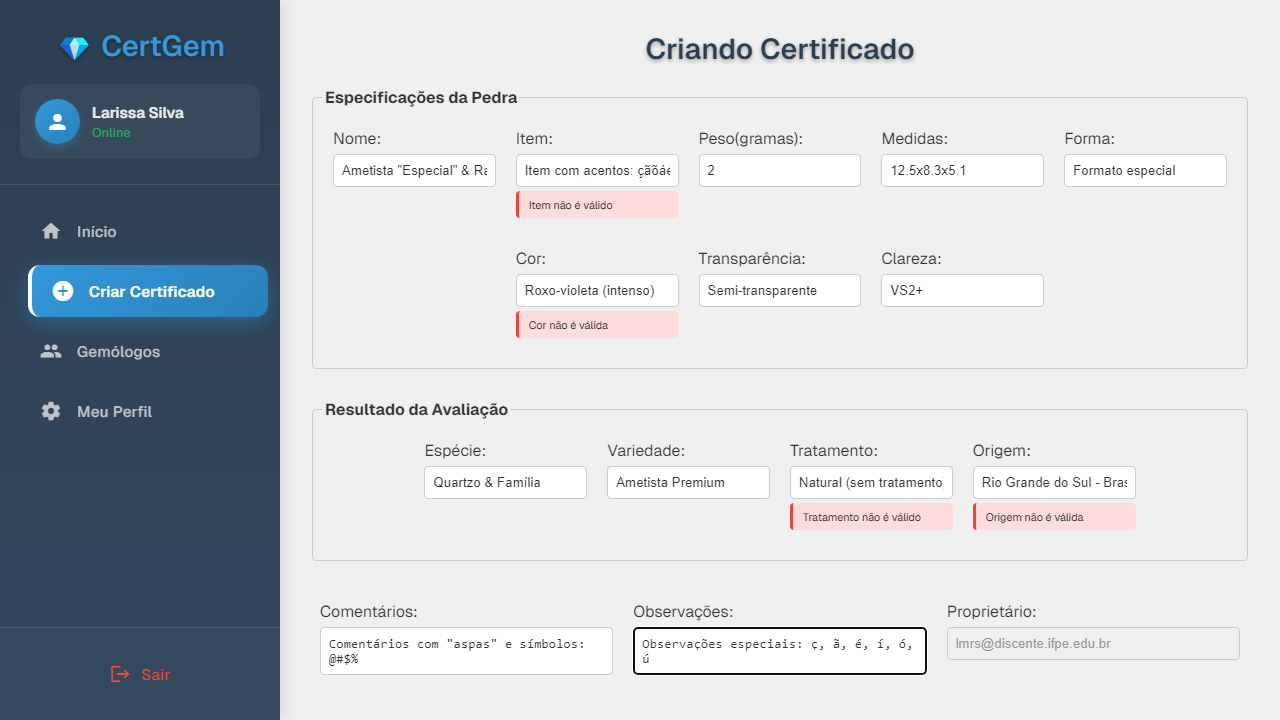 CertGem
Larissa Silva
Online
Início
Criar Certificado
Gemólogos
Meu Perfil
Sair
Criando Certificado
Especificações da Pedra
Nome:
Ametista "Especial" & Ra
Item:
Item com acentos: çãõáé
Item não é válido
Peso(gramas):
2
Medidas:
12.5x8.3x5.1
Forma:
Formato especial
Cor:
Roxo-violeta (intenso)
Cor não é válida
Transparência:
Semi-transparente
Clareza:
VS2+
Resultado da Avaliação
Espécie:
Quartzo & Família
Variedade:
Ametista Premium
Tratamento:
Natural (sem tratamento)
Tratamento não é válido
Origem:
Rio Grande do Sul - Bras
Origem não é válida
Comentários:
Comentários com "aspas" e símbolos:
@#$%
Observações:
Observações especiais: ç, ã, é, í, ó,
ú
Proprietário:
lmrs@discente.ifpe.edu.br